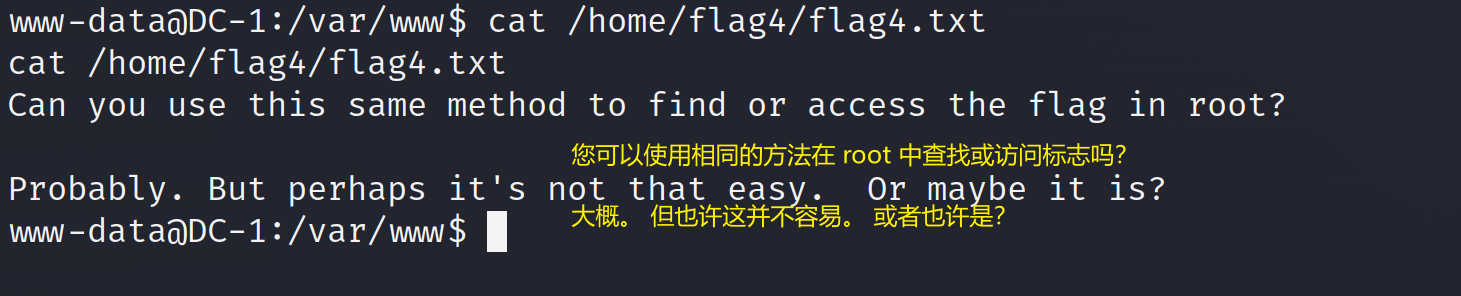 www-data@DC-1:/var/www$ cat /home/flag4/flag4.txt
cat /home/flag4/flag4.txt
Can you use this same method to find or access the flag in root?
您可以使用相同的方法在 root 中查找或访问标志吗?
Probably. But perhaps it's not that easy.  Or maybe it is?
大概。 但也许这并不容易。 或者也许是?
www-data@DC-1:/var/www$